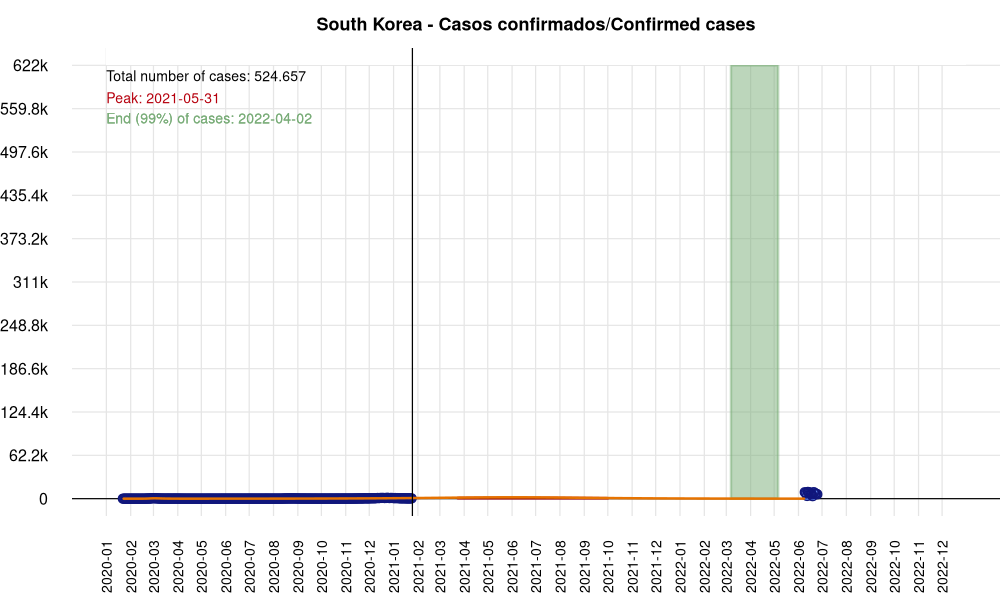 South Korea - Casos confirmados/Confirmed cases
622k
559.8k
497.6k
435.4k
373.2k
311k
248.8k
186.6k
124.4k
62.2k
0
Total number of cases: 524.657
Peak: 2021-05-31
End (99%) of cases: 2022-04-02
2020-01
2020-02
2020-03
2020-04
2020-05
2020-06
2020-07
2020-08
2020-09
2020-10
2020-11
2020-12
2021-01
2021-02
2021-03
2021-04
2021-05
2021-06
2021-07
2021-08
2021-09
2021-10
2021-11
2021-12
2022-01
2022-02
2022-03
2022-04
2022-05
2022-06
2022-07
2022-08
2022-09
2022-10
2022-11
2022-12